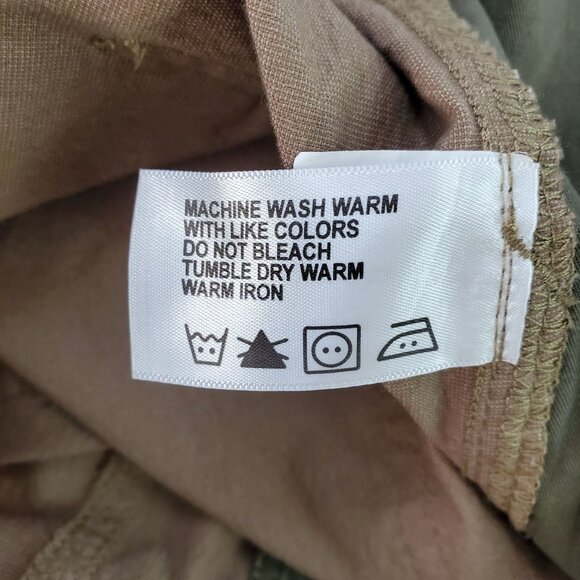 MACHINE WASH WARM
WITH LIKE COLORS
DO NOT BLEACH
TUMBLE DRY WARM
WARM IRON